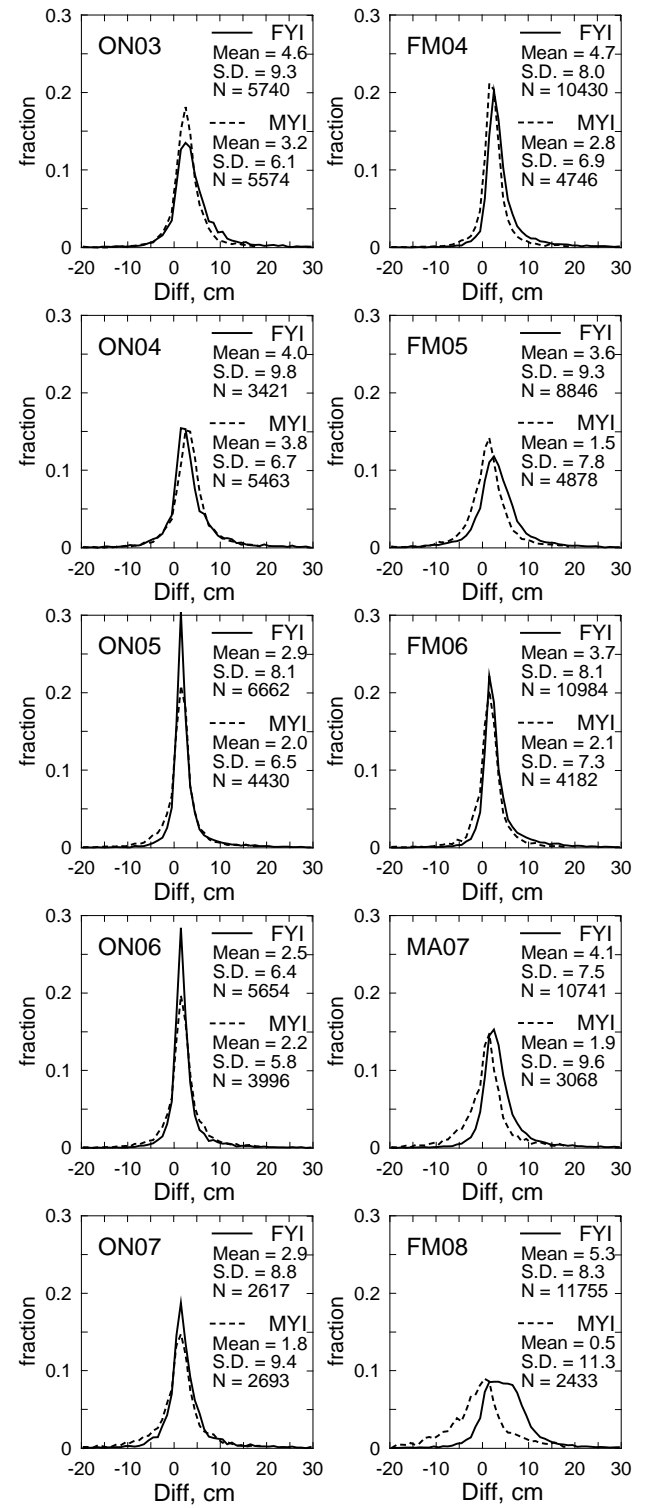 ON03
FYI
Mean = 4.6
S.D. = 9.3
N = 5740
MYI
Mean = 3.2
S.D. = 6.1
N = 5574
fraction
0.3
0.2
0.1
0
-20 -10 0 10 20 30
Diff, cm
FM04
FYI
Mean = 4.7
S.D. = 8.0
N = 10430
MYI
Mean = 2.8
S.D. = 6.9
N = 4746
fraction
0.3
0.2
0.1
0
-20 -10 0 10 20 30
Diff, cm
ON04
FYI
Mean = 4.0
S.D. = 9.8
N = 3421
MYI
Mean = 3.8
S.D. = 6.7
N = 5463
fraction
0.3
0.2
0.1
0
-20 -10 0 10 20 30
Diff, cm
FM05
FYI
Mean = 3.6
S.D. = 9.3
N = 8846
MYI
Mean = 1.5
S.D. = 7.8
N = 4878
fraction
0.3
0.2
0.1
0
-20 -10 0 10 20 30
Diff, cm
ON05
FYI
Mean = 2.9
S.D. = 8.1
N = 6662
MYI
Mean = 2.0
S.D. = 6.5
N = 4430
fraction
0.3
0.2
0.1
0
-20 -10 0 10 20 30
Diff, cm
FM06
FYI
Mean = 3.7
S.D. = 8.1
N = 10984
MYI
Mean = 2.1
S.D. = 7.3
N = 4182
fraction
0.3
0.2
0.1
0
-20 -10 0 10 20 30
Diff, cm
ON06
FYI
Mean = 2.5
S.D. = 6.4
N = 5654
MYI
Mean = 2.2
S.D. = 5.8
N = 3996
fraction
0.3
0.2
0.1
0
-20 -10 0 10 20 30
Diff, cm
MA07
FYI
Mean = 4.1
S.D. = 7.5
N = 10741
MYI
Mean = 1.9
S.D. = 9.6
N = 3068
fraction
0.3
0.2
0.1
0
-20 -10 0 10 20 30
Diff, cm
ON07
FYI
Mean = 2.9
S.D. = 8.8
N = 2617
MYI
Mean = 1.8
S.D. = 9.4
N = 2693
fraction
0.3
0.2
0.1
0
-20 -10 0 10 20 30
Diff, cm
FM08
FYI
Mean = 5.3
S.D. = 8.3
N = 11755
MYI
Mean = 0.5
S.D. = 11.3
N = 2433
fraction
0.3
0.2
0.1
0
-20 -10 0 10 20 30
Diff, cm